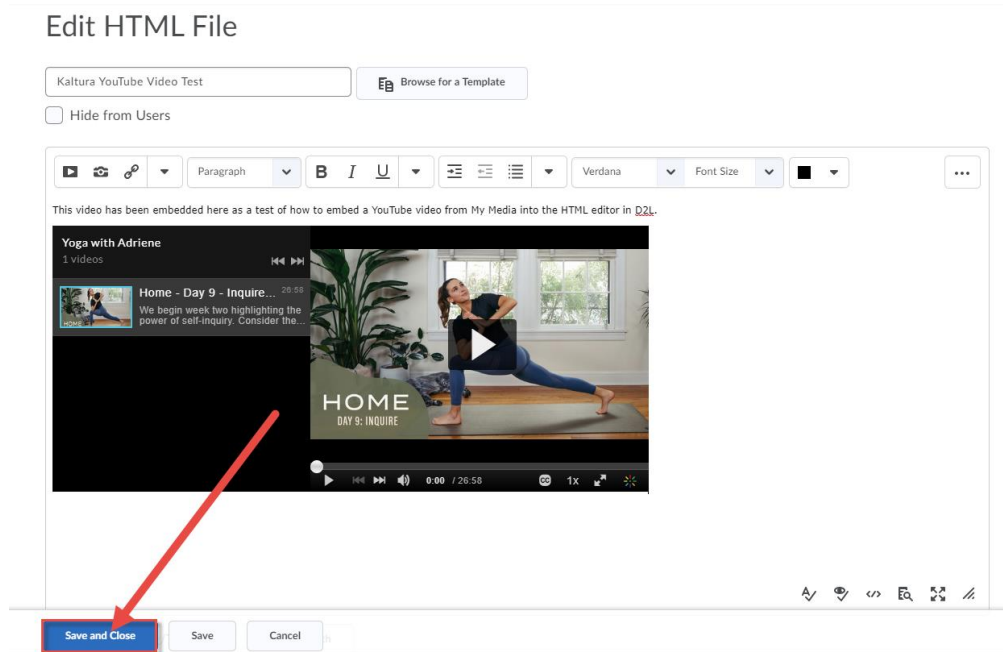 Edit HTML File
Kaltura YouTube Video Test
Browse for a Template
Hide from Users
Paragraph
B I U
Verdana
Font Size
This video has been embedded here as a test of how to embed a YouTube video from My Media into the HTML editor in D2L.
Yoga with Adriene
1 videos
Home - Day 9 - Inquire...
26:58
We begin week two highlighting the
power of self-inquiry. Consider the...
HOME
HOME
DAY 9: INQUIRE
0:00 / 26:58
CC
1x
Save and Close
Save
Cancel